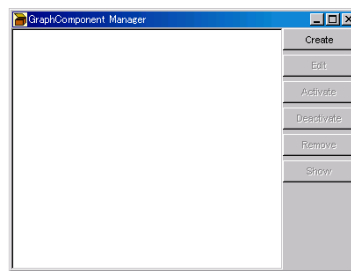 GraphComponent Manager
Create
Edit
Activate
Deactivate
Remove
Show